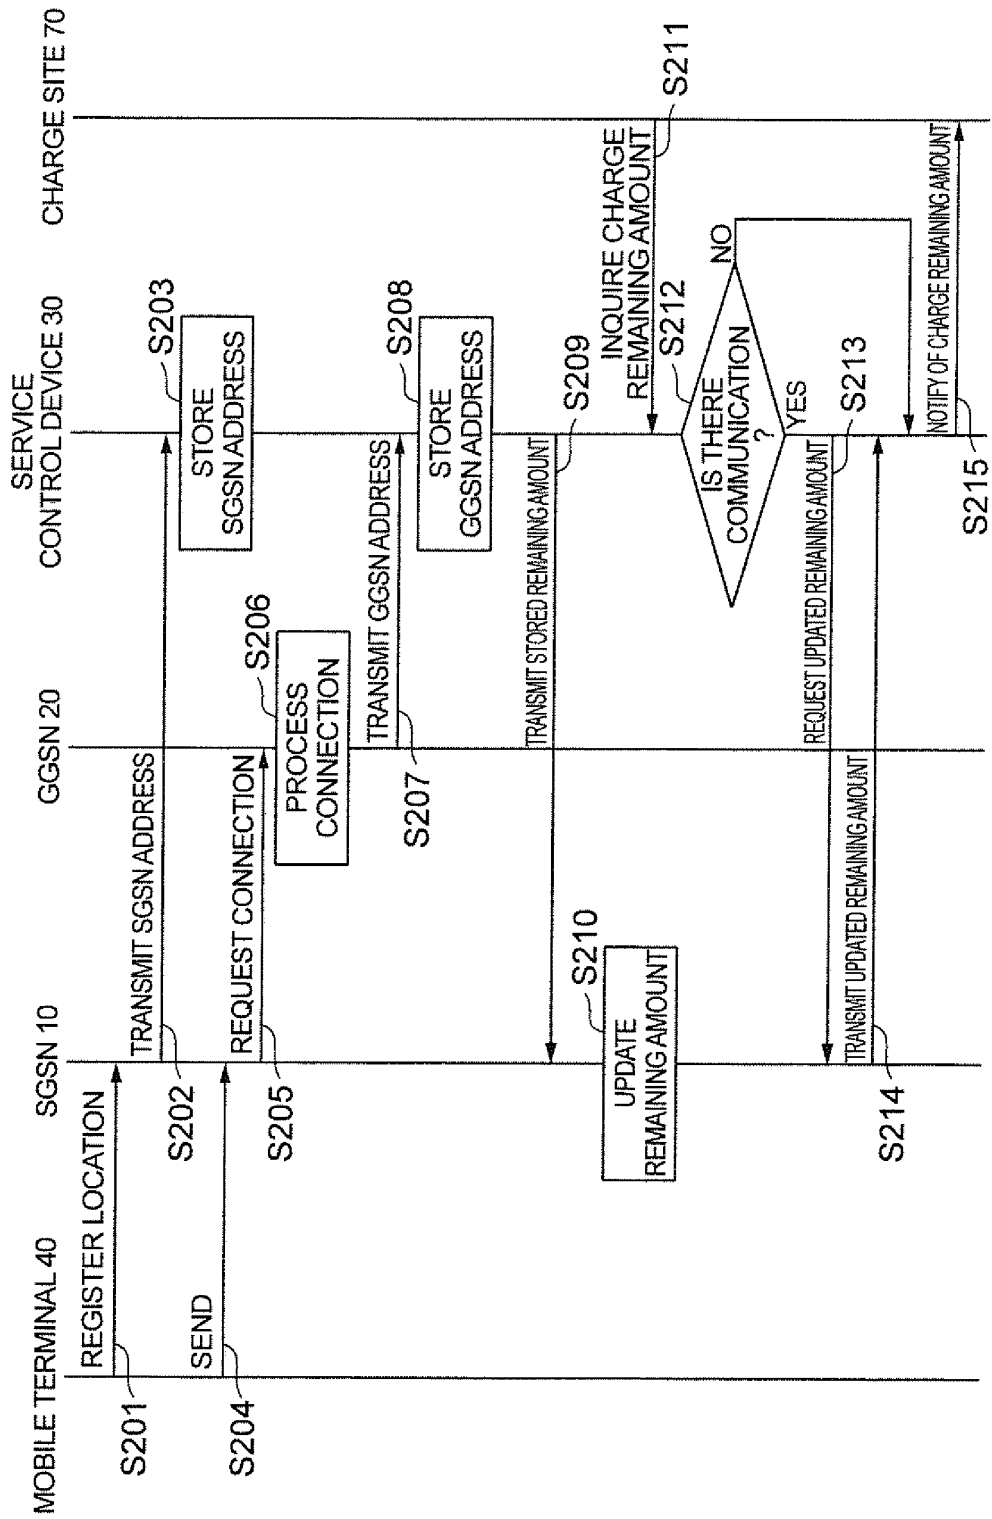 MOBILE TERMINAL 40
SGSN 10
GGSN 20
SERVICE
CONTROL DEVICE 30
CHARGE SITE 70
REGISTER LOCATION
S201
TRANSMIT SGSN ADDRESS
S202
S203
STORE
SGSN ADDRESS
SEND
S204
REQUEST CONNECTION
S205
S206
PROCESS
CONNECTION
TRANSMIT GGSN ADDRESS
S207
S208
STORE
GGSN ADDRESS
TRANSMIT STORED REMAINING AMOUNT
S209
S210
UPDATE
REMAINING AMOUNT
INQUIRE CHARGE
REMAINING AMOUNT
S211
S212
IS THERE
COMMUNICATION
?
NO
YES
REQUEST UPDATED REMAINING AMOUNT
S213
TRANSMIT UPDATED REMAINING AMOUNT
S214
NOTIFY OF CHARGE REMAINING AMOUNT
S215